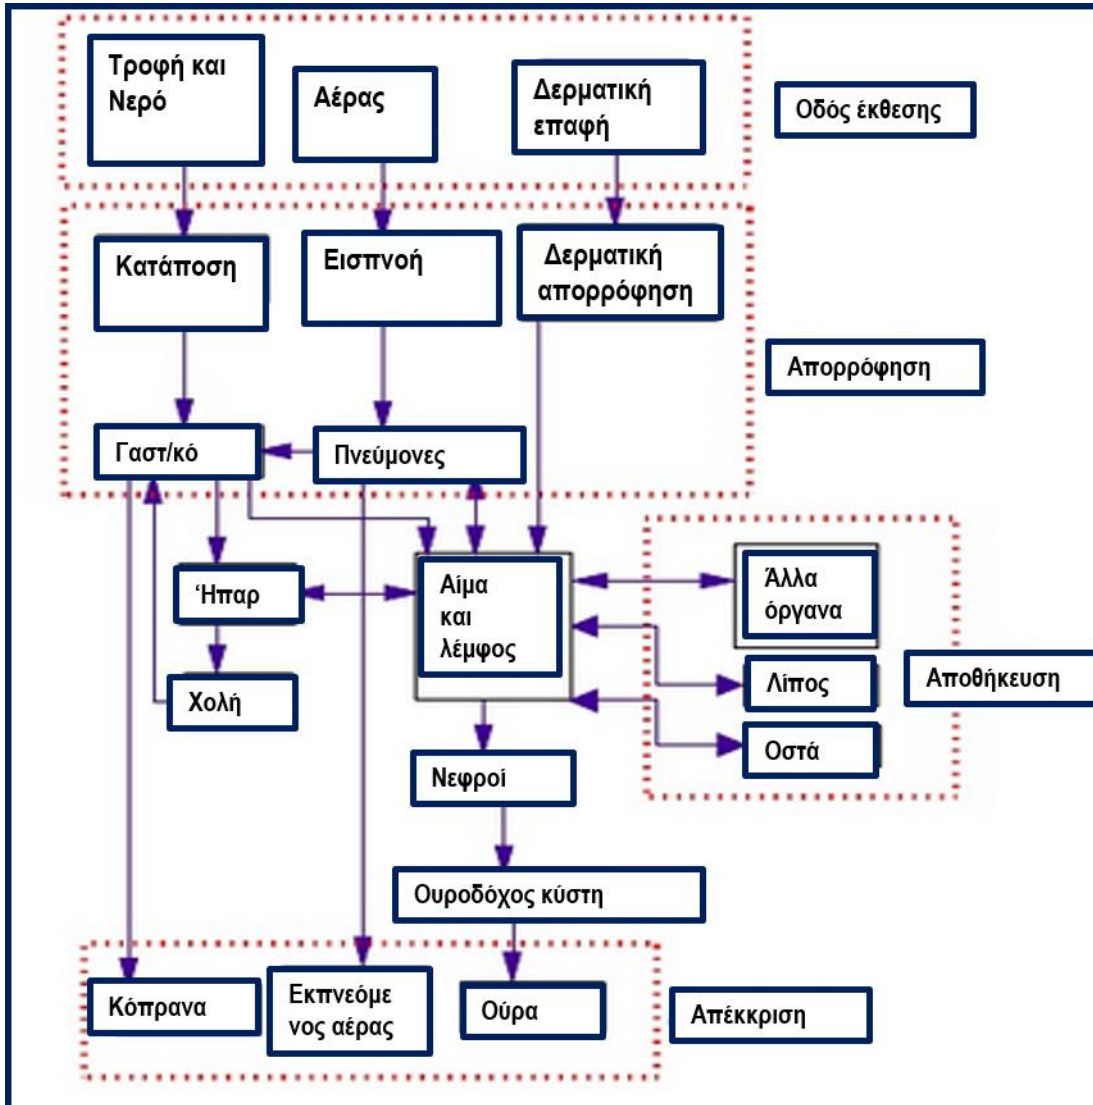 Τροφή και
Νερό
Αέρας
Δερματική
επαφή
Οδός έκθεσης
Κατάποση
Εισπνοή
Δερματική
απορρόφηση
Απορρόφηση
Γαστ/κό
Πνεύμονες
Ήπαρ
Αίμα
και
λέμφος
Άλλα
όργανα
Χολή
Λίπος
Αποθήκευση
Οστά
Νεφροί
Ουροδόχος κύστη
Κόπρανα
Εκπνεόμε
νος αέρας
Ούρα
Απέκκριση